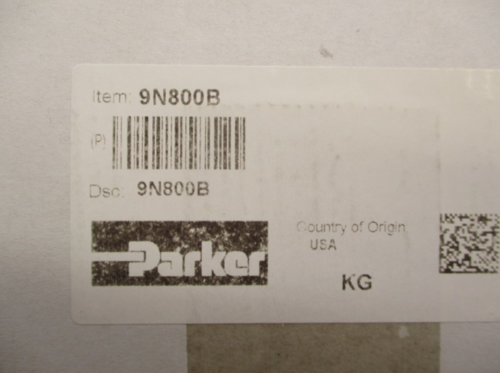 Item: 9N800B
(P)
Dsc: 9N800B
Parker
Country of Origin
USA
KG